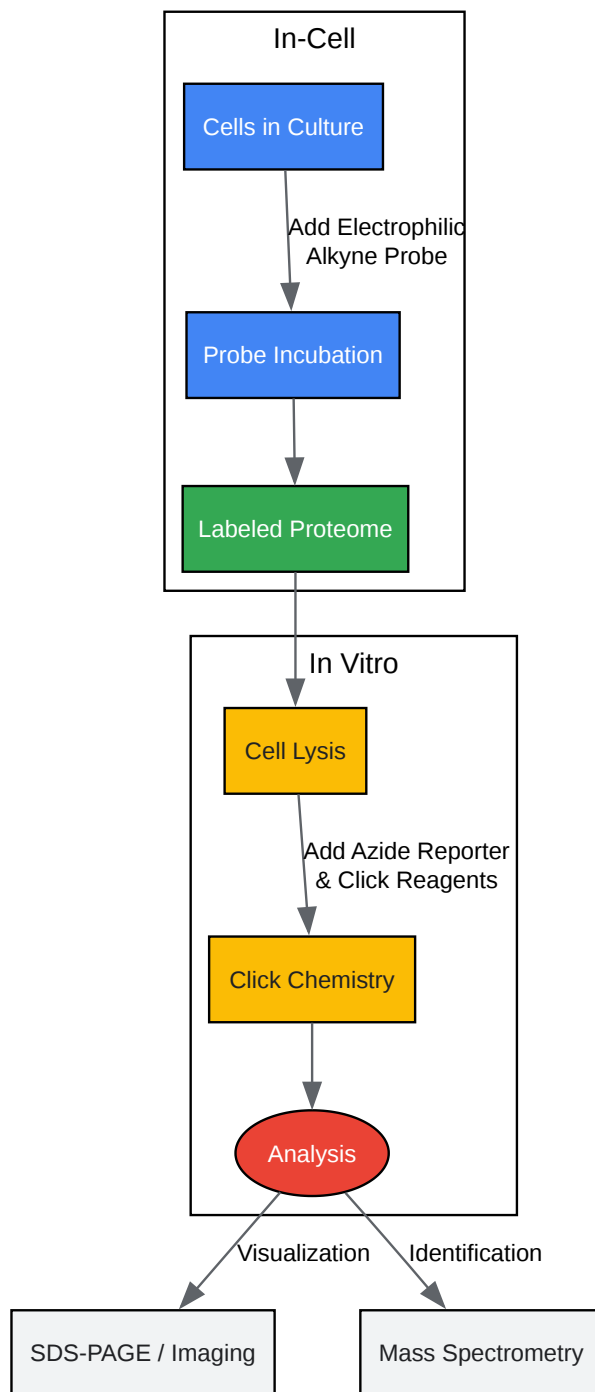 In-Cell
Cells in Culture
Add Electrophilic
Alkyne Probe
Probe Incubation
Labeled Proteome
In Vitro
Cell Lysis
Add Azide Reporter
& Click Reagents
Click Chemistry
Analysis
Visualization
Identification
SDS-PAGE / Imaging
Mass Spectrometry